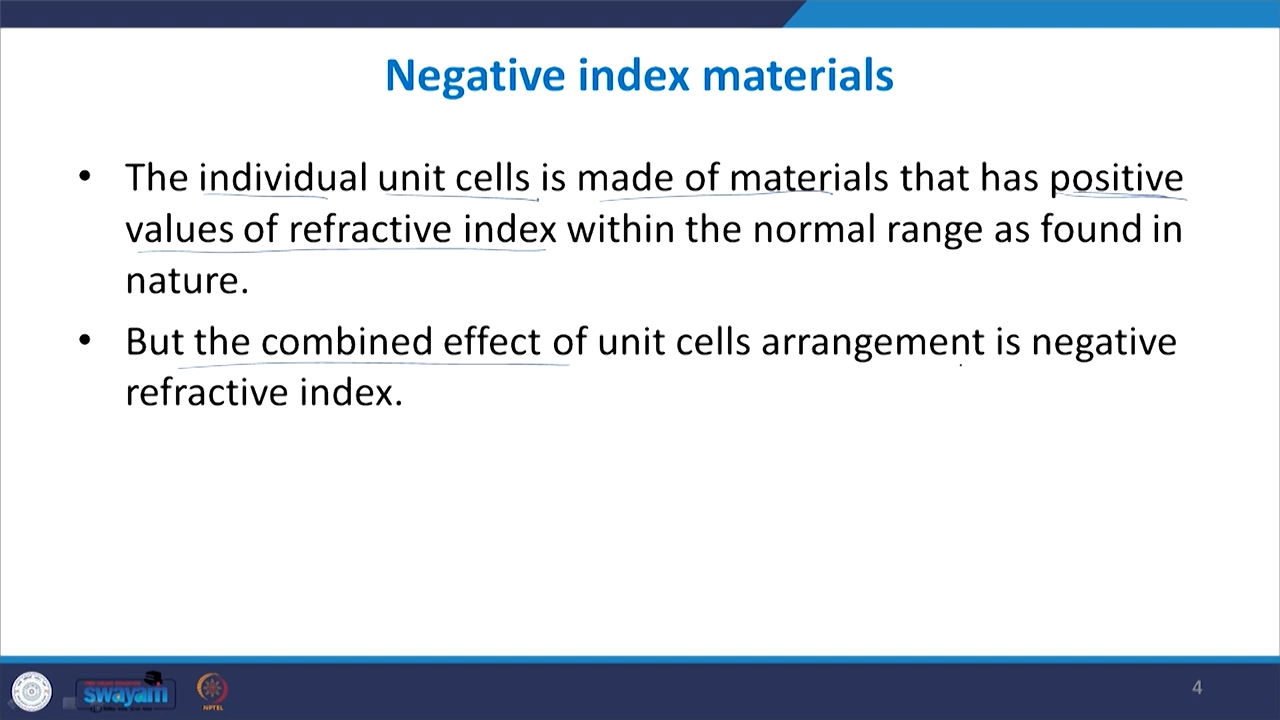 Negative index materials
• The individual unit cells is made of materials that has positive
values of refractive index within the normal range as found in
nature.
• But the combined effect of unit cells arrangement is negative
refractive index.
swayam
NPTEL
4